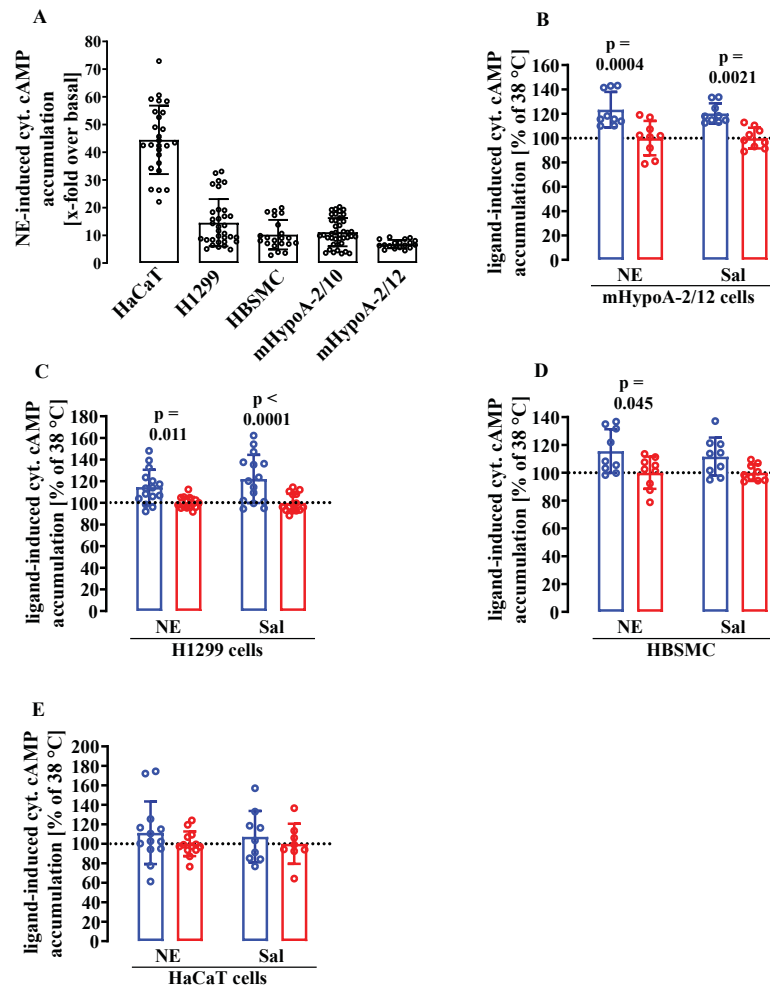 A
NE-induced cyt. cAMP
accumulation
[x-fold over basal]
80
70
60
50
40
30
20
10
0
HaCaT
H1299
HBSMC
mHypoA-2/10
mHypoA-2/12
B
ligand-induced cyt. cAMP
accumulation [% of 38 °C]
160
140
120
100
80
60
40
20
0
p =
0.0004
p =
0.0021
NE
Sal
mHypoA-2/12 cells
C
ligand-induced cyt. cAMP
accumulation [% of 38 °C]
180
160
140
120
100
80
60
40
20
0
p =
0.011
p <
0.0001
NE
Sal
H1299 cells
D
ligand-induced cyt. cAMP
accumulation [% of 38 °C]
140
120
100
80
60
40
20
0
p =
0.045
NE
Sal
HBSMC
E
ligand-induced cyt. cAMP
accumulation [% of 38 °C]
200
180
160
140
120
100
80
60
40
20
0
NE
Sal
HaCaT cells